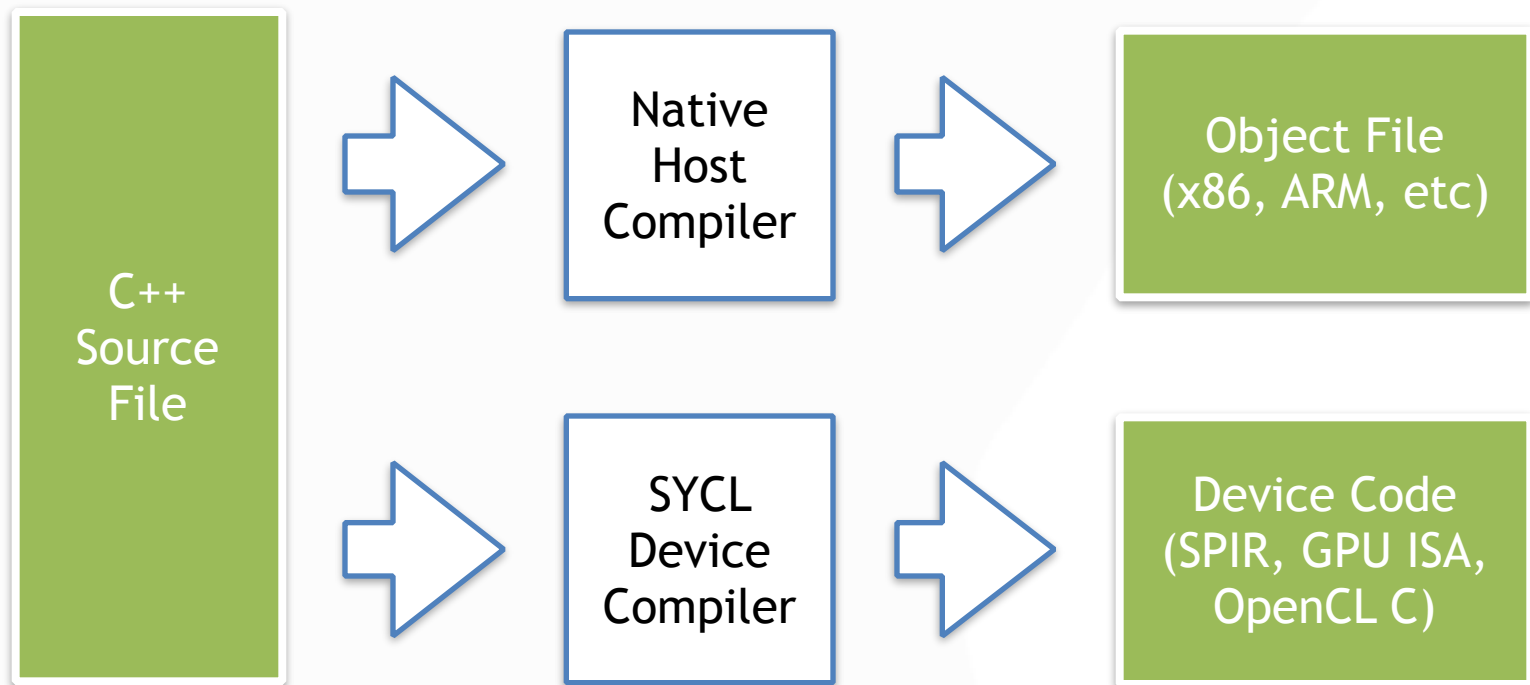 C++
Source
File
Native
Host
Compiler
Object File
(x86, ARM, etc)
SYCL
Device
Compiler
Device Code
(SPIR, GPU ISA,
OpenCL C)